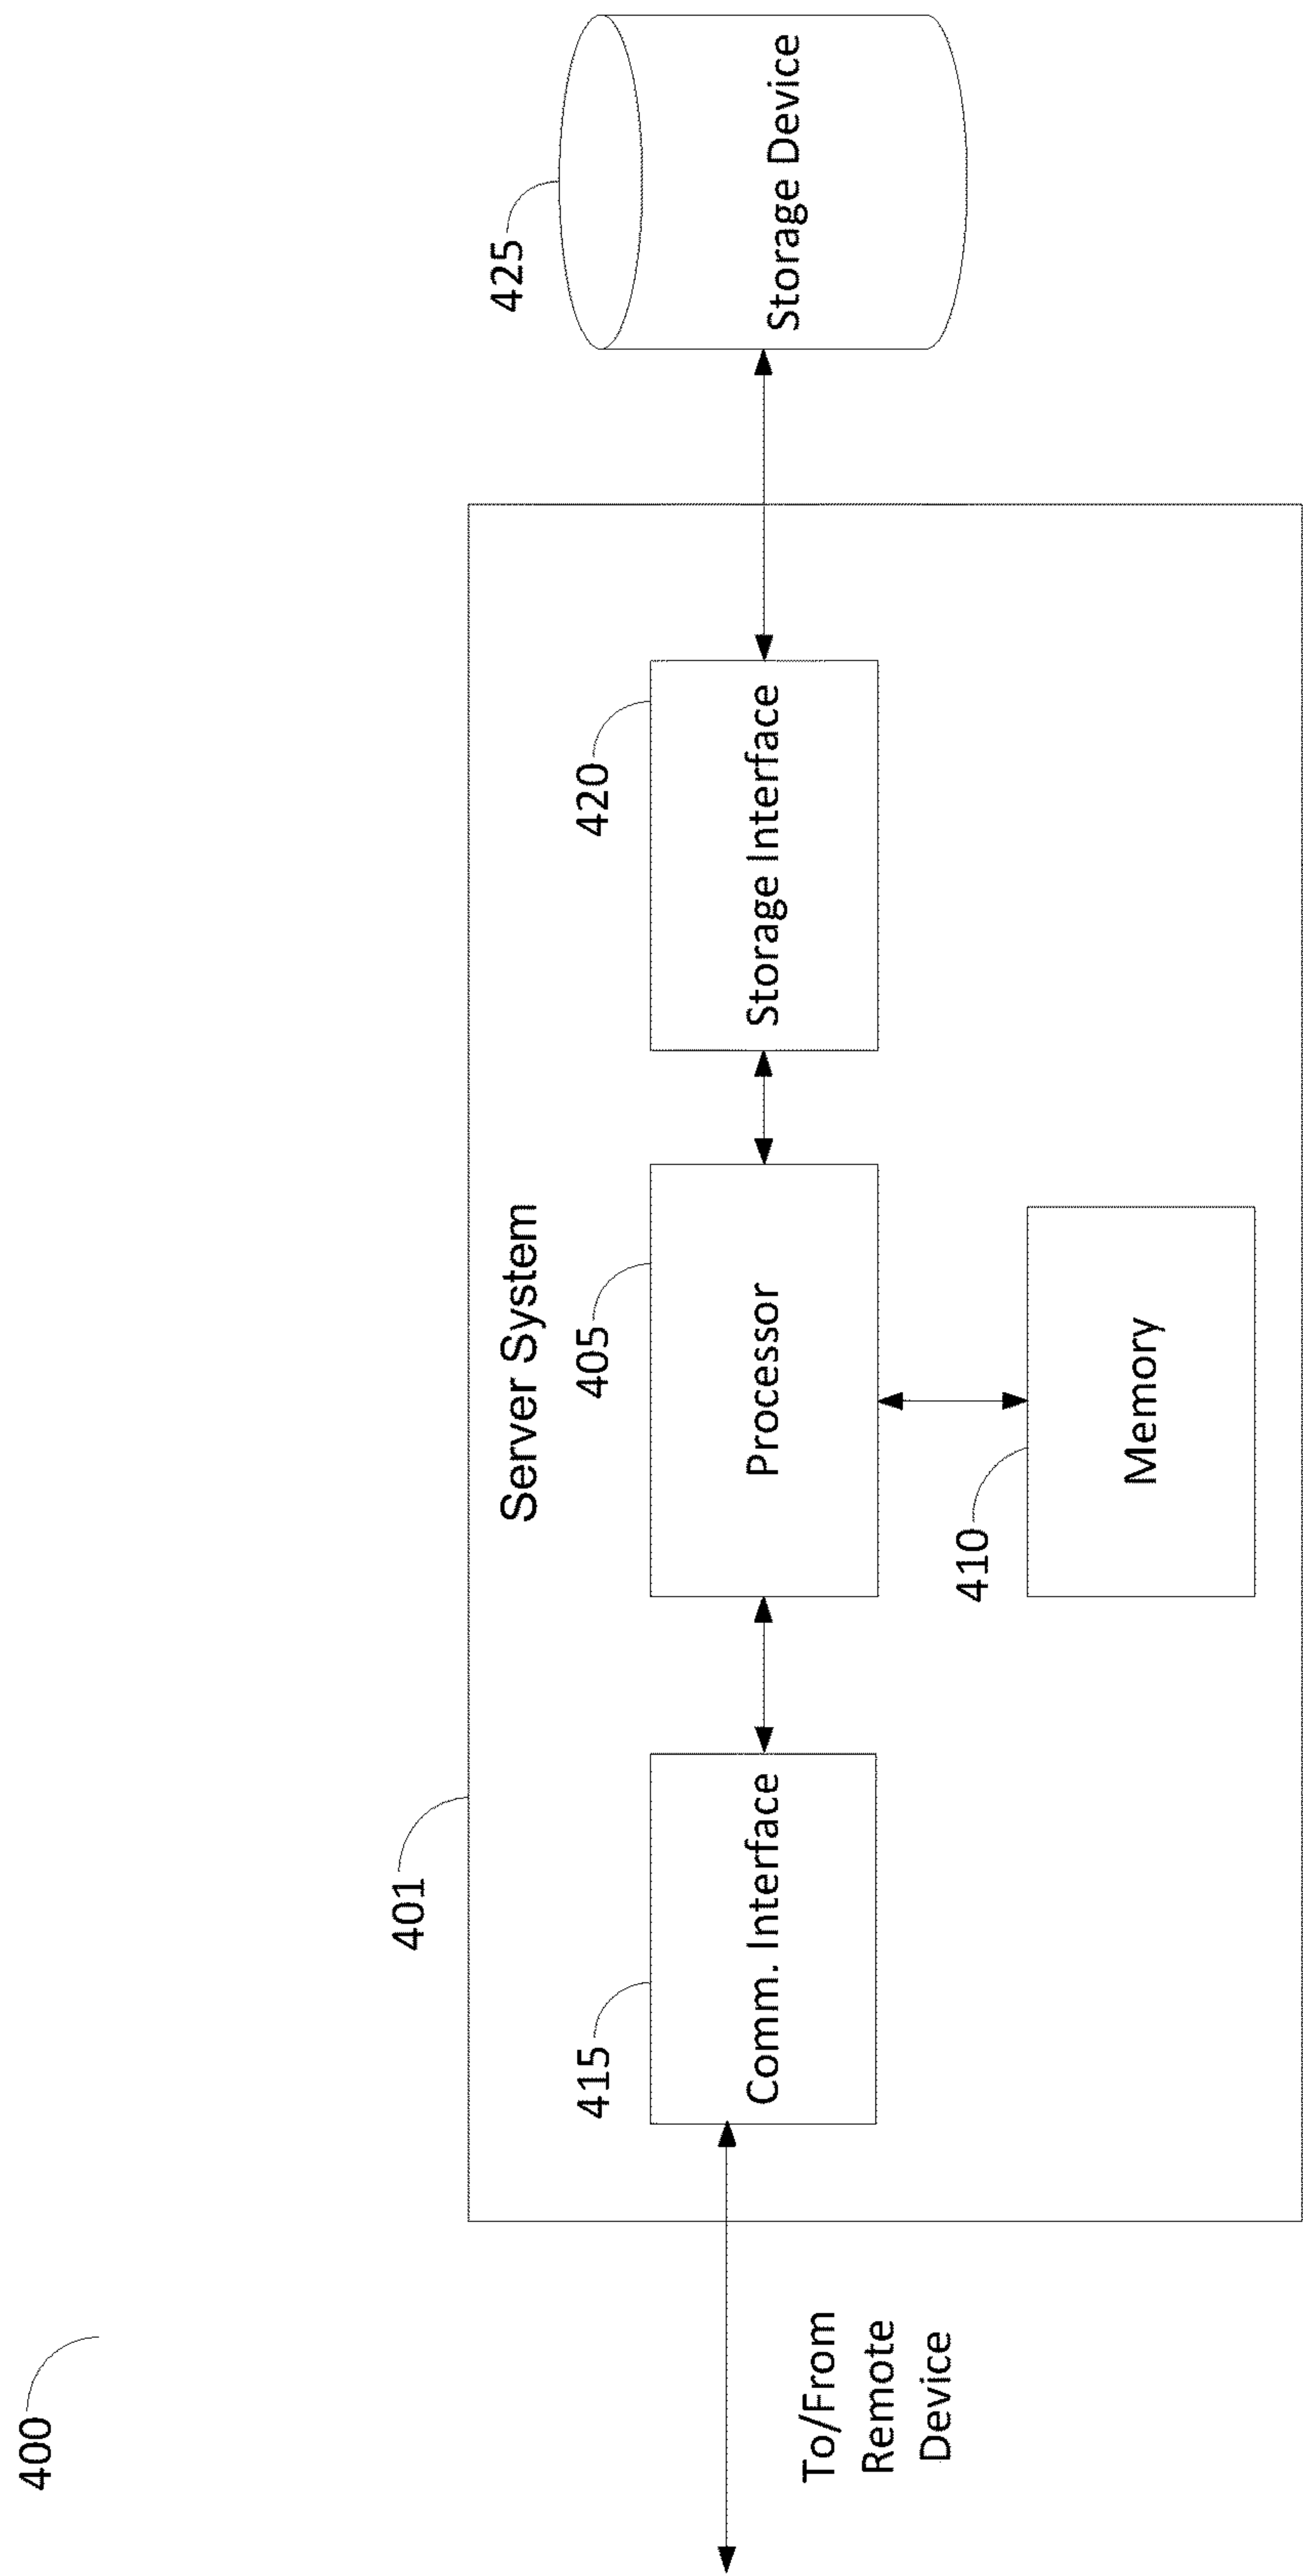 400
401
Server System
415
Comm. Interface
405
Processor
420
Storage Interface
425
Storage Device
410
Memory
To/From
Remote
Device